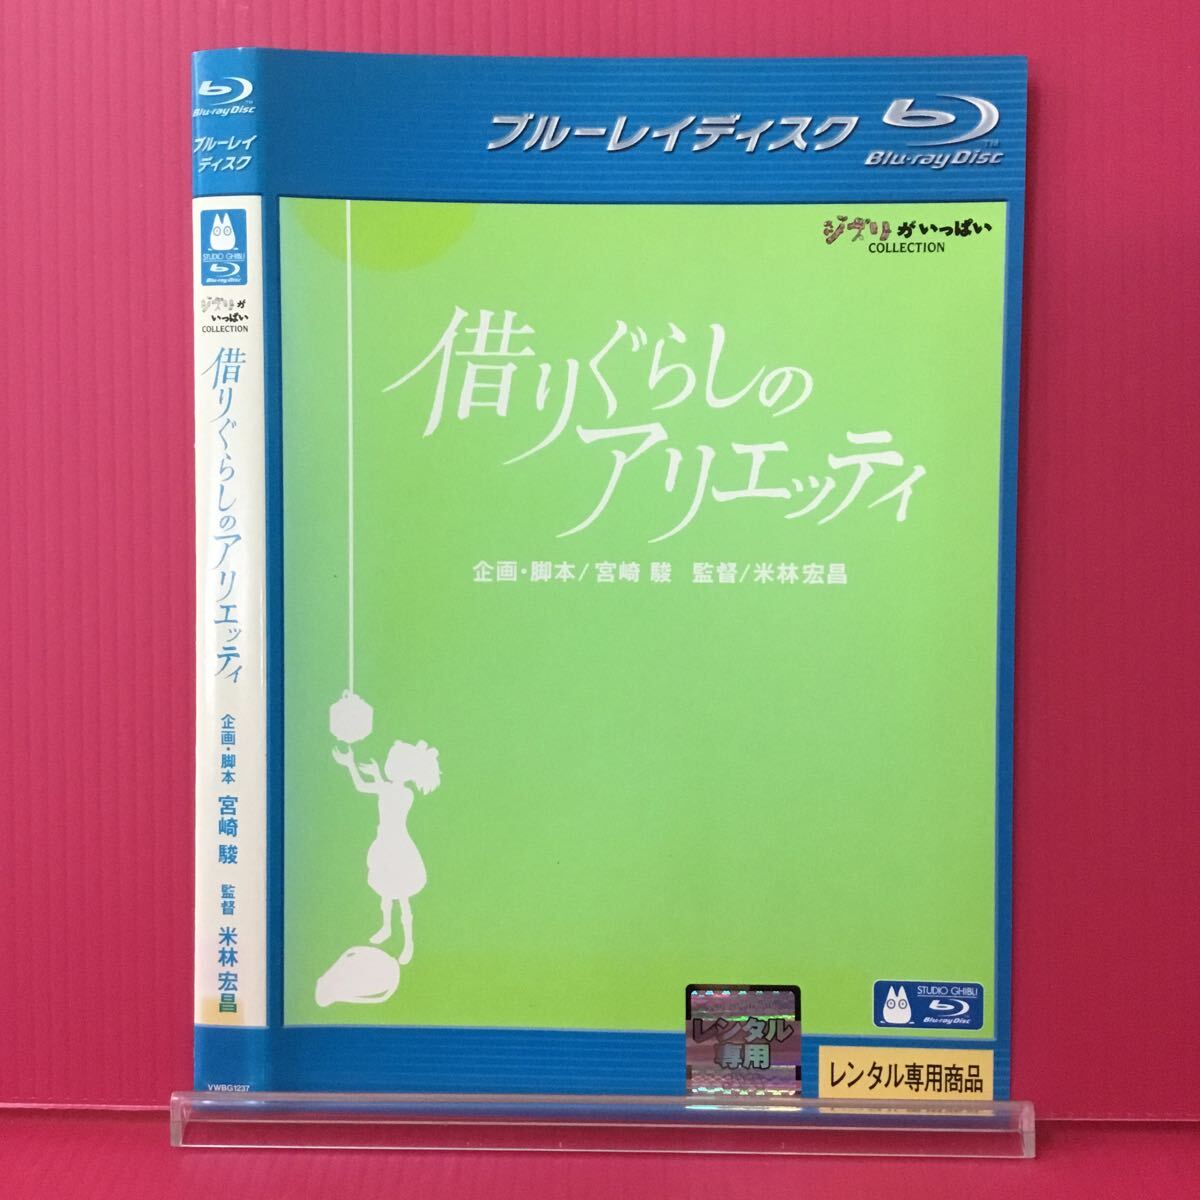 Blu-ray Disc
ブルーレイ
ディスク
STUDIO GHIBLI
Blu-ray Disc
ジブリが
いっぱい
COLLECTION
借りぐらしのアリエッティ
企画・脚本 宮崎 駿
監督 米林宏昌
VWBG1237
ブルーレイディスク
Blu-ray Disc
TM
ジブリがいっぱい
COLLECTION
借りぐらしの
アリエッティ
企画・脚本/宮崎 駿 監督/米林宏昌
STUDIO GHIBLI
Blu-ray Disc
レンタル
専用
レンタル専用商品